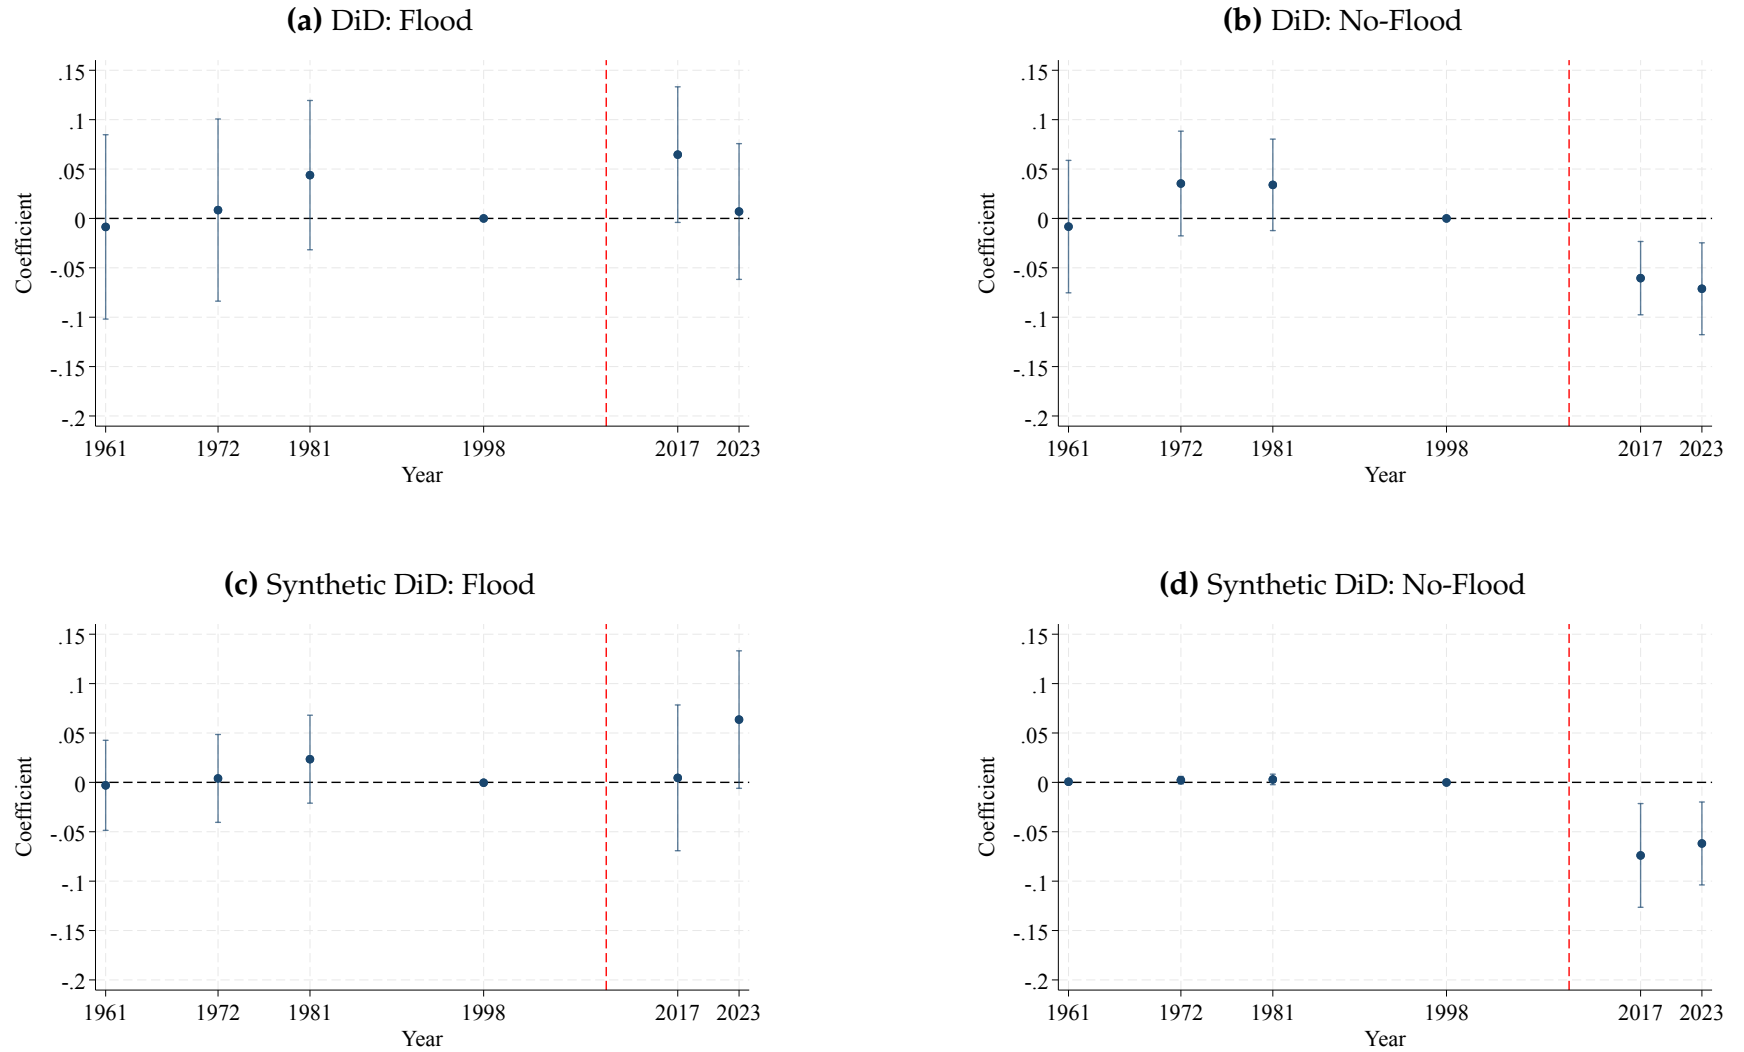 (a) DiD: Flood
.15
.1
.05
0
-.05
-.1
-.15
-.2
Coefficient
1961 1972 1981 1998 2017 2023
Year
(b) DiD: No-Flood
.15
.1
.05
0
-.05
-.1
-.15
-.2
Coefficient
1961 1972 1981 1998 2017 2023
Year
(c) Synthetic DiD: Flood
.15
.1
.05
0
-.05
-.1
-.15
-.2
Coefficient
1961 1972 1981 1998 2017 2023
Year
(d) Synthetic DiD: No-Flood
.15
.1
.05
0
-.05
-.1
-.15
-.2
Coefficient
1961 1972 1981 1998 2017 2023
Year